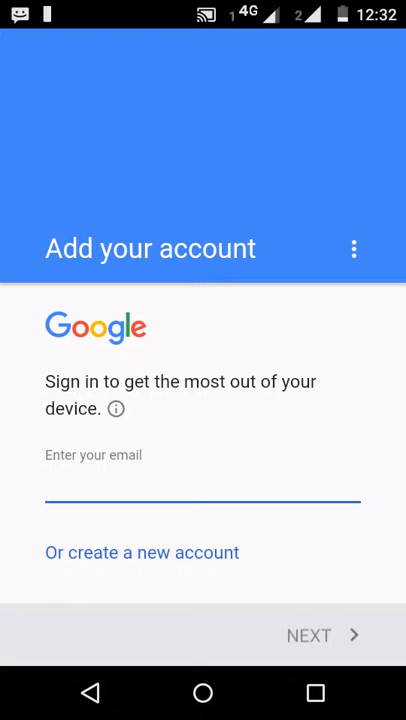 1 4G 2 12:32
Add your account
Google
Sign in to get the most out of your
device.
Enter your email
Or create a new account
NEXT